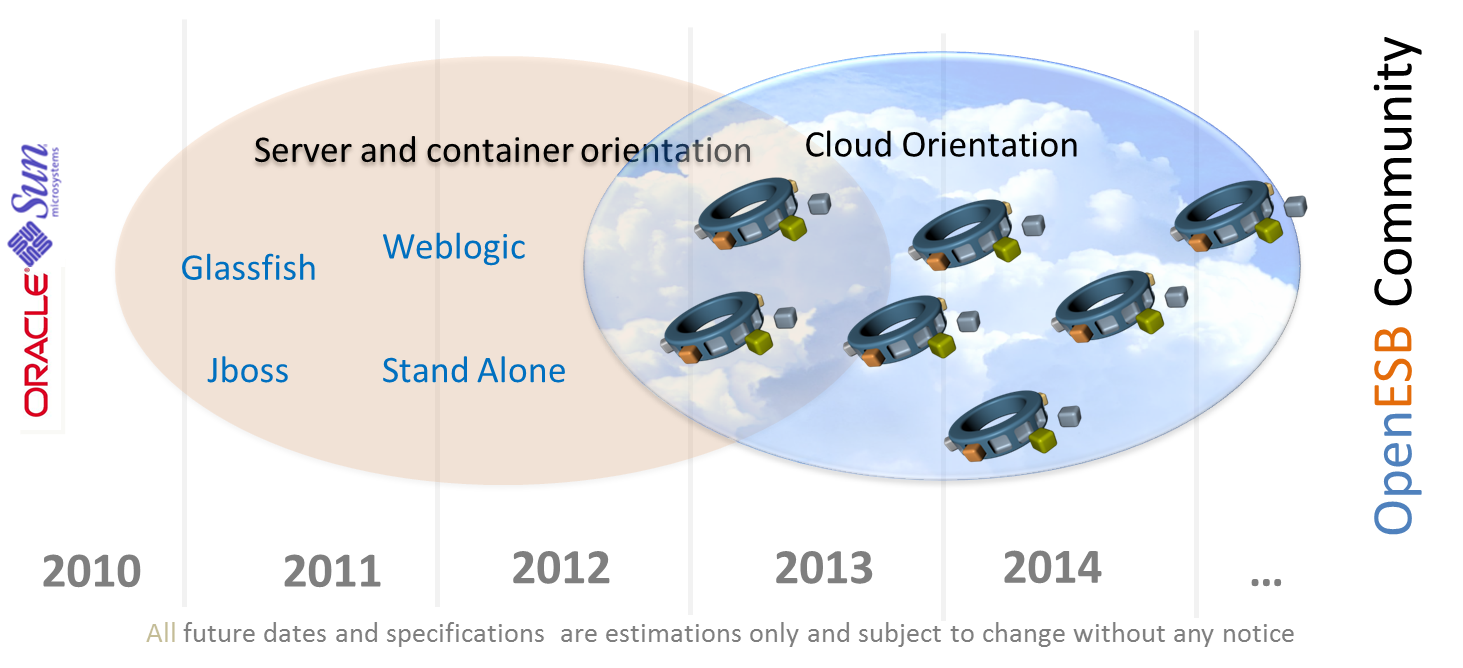 Sun
microsystems
ORACLE®
Server and container orientation
Cloud Orientation
Glassfish
Weblogic
Jboss
Stand Alone
OpenESB Community
2010
2011
2012
2013
2014
...
All future dates and specifications are estimations only and subject to change without any notice